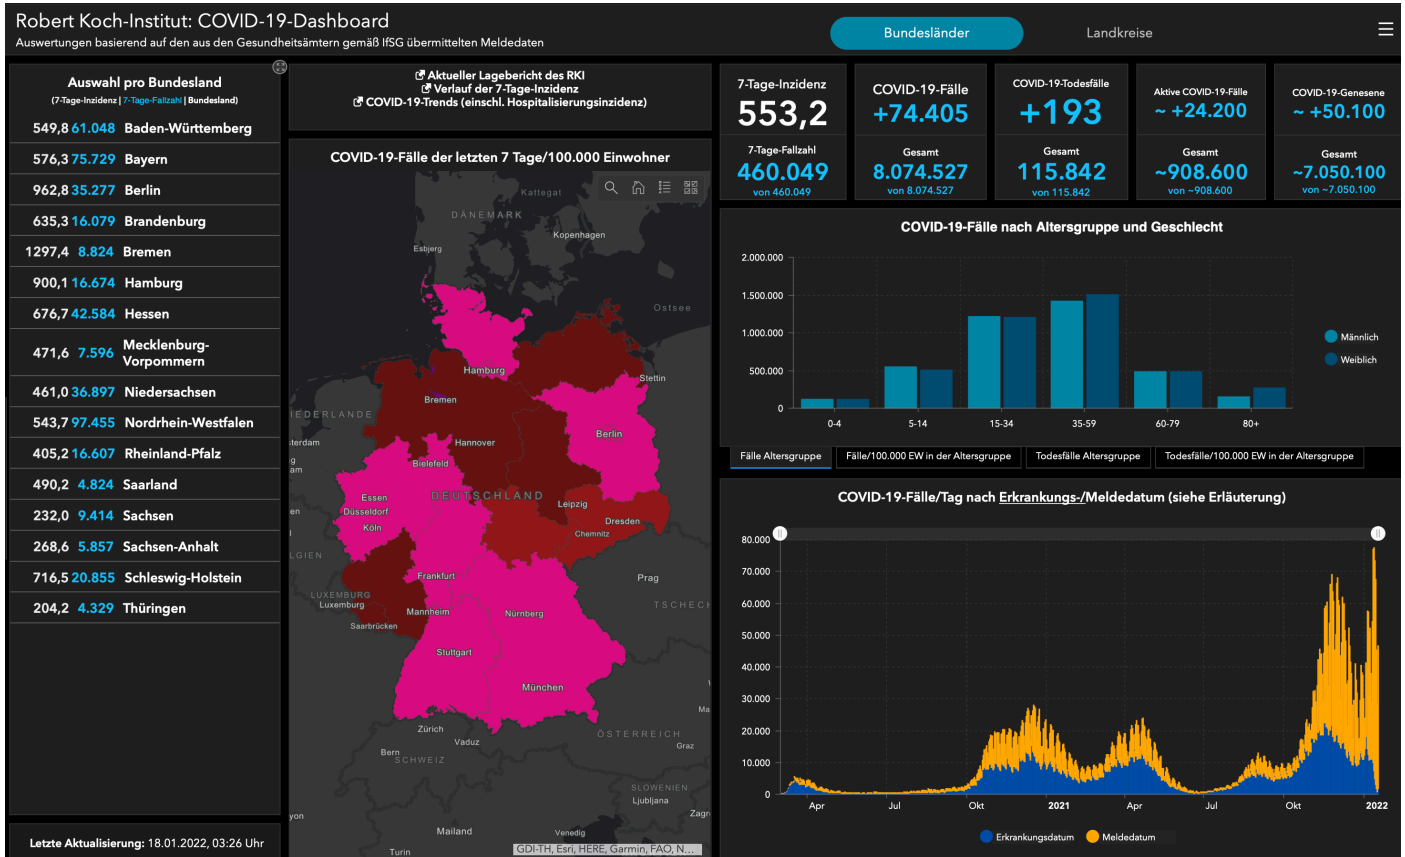 Robert Koch-Institut: COVID-19-Dashboard
Auswertungen basierend auf den aus den Gesundheitsämtern gemäß IfSG übermittelten Meldedaten
Bundesländer
Landkreise
Auswahl pro Bundesland
(7-Tage-Inzidenz | 7-Tage-Fallzahl | Bundesland)
549,8 61.048 Baden-Württemberg
576,3 75.729 Bayern
962,8 35.277 Berlin
635,3 16.079 Brandenburg
1297,4 8.824 Bremen
900,1 16.674 Hamburg
676,7 42.584 Hessen
471,6 7.596 Mecklenburg-
Vorpommern
461,0 36.897 Niedersachsen
543,7 97.455 Nordrhein-Westfalen
405,2 16.607 Rheinland-Pfalz
490,2 4.824 Saarland
232,0 9.414 Sachsen
268,6 5.857 Sachsen-Anhalt
716,5 20.855 Schleswig-Holstein
204,2 4.329 Thüringen
Letzte Aktualisierung: 18.01.2022, 03:26 Uhr
Aktueller Lagebericht des RKI
Verlauf der 7-Tage-Inzidenz
COVID-19-Trends (einschl. Hospitalisierungsinzidenz)
COVID-19-Fälle der letzten 7 Tage/100.000 Einwohner
Kattegat
DÄNEMARK
Kopenhagen
Esbjerg
Ostsee
Hamburg
Stettin
Bremen
IEDERLANDE
Berlin
sterdam
Hannover
g
am
Bielefeld
Essen
DEUTSCHLAND
Leipzig
en
Düsseldorf
Dresden
Köln
Chemnitz
LGIEN
Frankfurt
Prag
LUXEMBURG
Luxemburg
Mannheim
TSCHECH
Nürnberg
Saarbrücken
Stuttgart
München
Ma
Zürich
ÖSTERREICH
Vaduz
Graz
Bern
SCHWEIZ
SLOWENIEN
Ljubljana
yon
Zagr
Mailand
Venedig
Turin
GDI-TH, Esri, HERE, Garmin, FAO, N...
7-Tage-Inzidenz
553,2
7-Tage-Fallzahl
460.049
von 460.049
COVID-19-Fälle
+74.405
Gesamt
8.074.527
von 8.074.527
COVID-19-Todesfälle
+193
Gesamt
115.842
von 115.842
Aktive COVID-19-Fälle
~ +24.200
Gesamt
~908.600
von ~908.600
COVID-19-Genesene
~ +50.100
Gesamt
~7.050.100
von ~7.050.100
COVID-19-Fälle nach Altersgruppe und Geschlecht
2.000.000
1.500.000
1.000.000
500.000
0
0-4 5-14 15-34 35-59 60-79 80+
Männlich
Weiblich
Fälle Altersgruppe
Fälle/100.000 EW in der Altersgruppe
Todesfälle Altersgruppe
Todesfälle/100.000 EW in der Altersgruppe
COVID-19-Fälle/Tag nach Erkrankungs-/Meldedatum (siehe Erläuterung)
80.000
70.000
60.000
50.000
40.000
30.000
20.000
10.000
0
Apr Jul Okt 2021 Apr Jul Okt 2022
Erkrankungsdatum Meldedatum